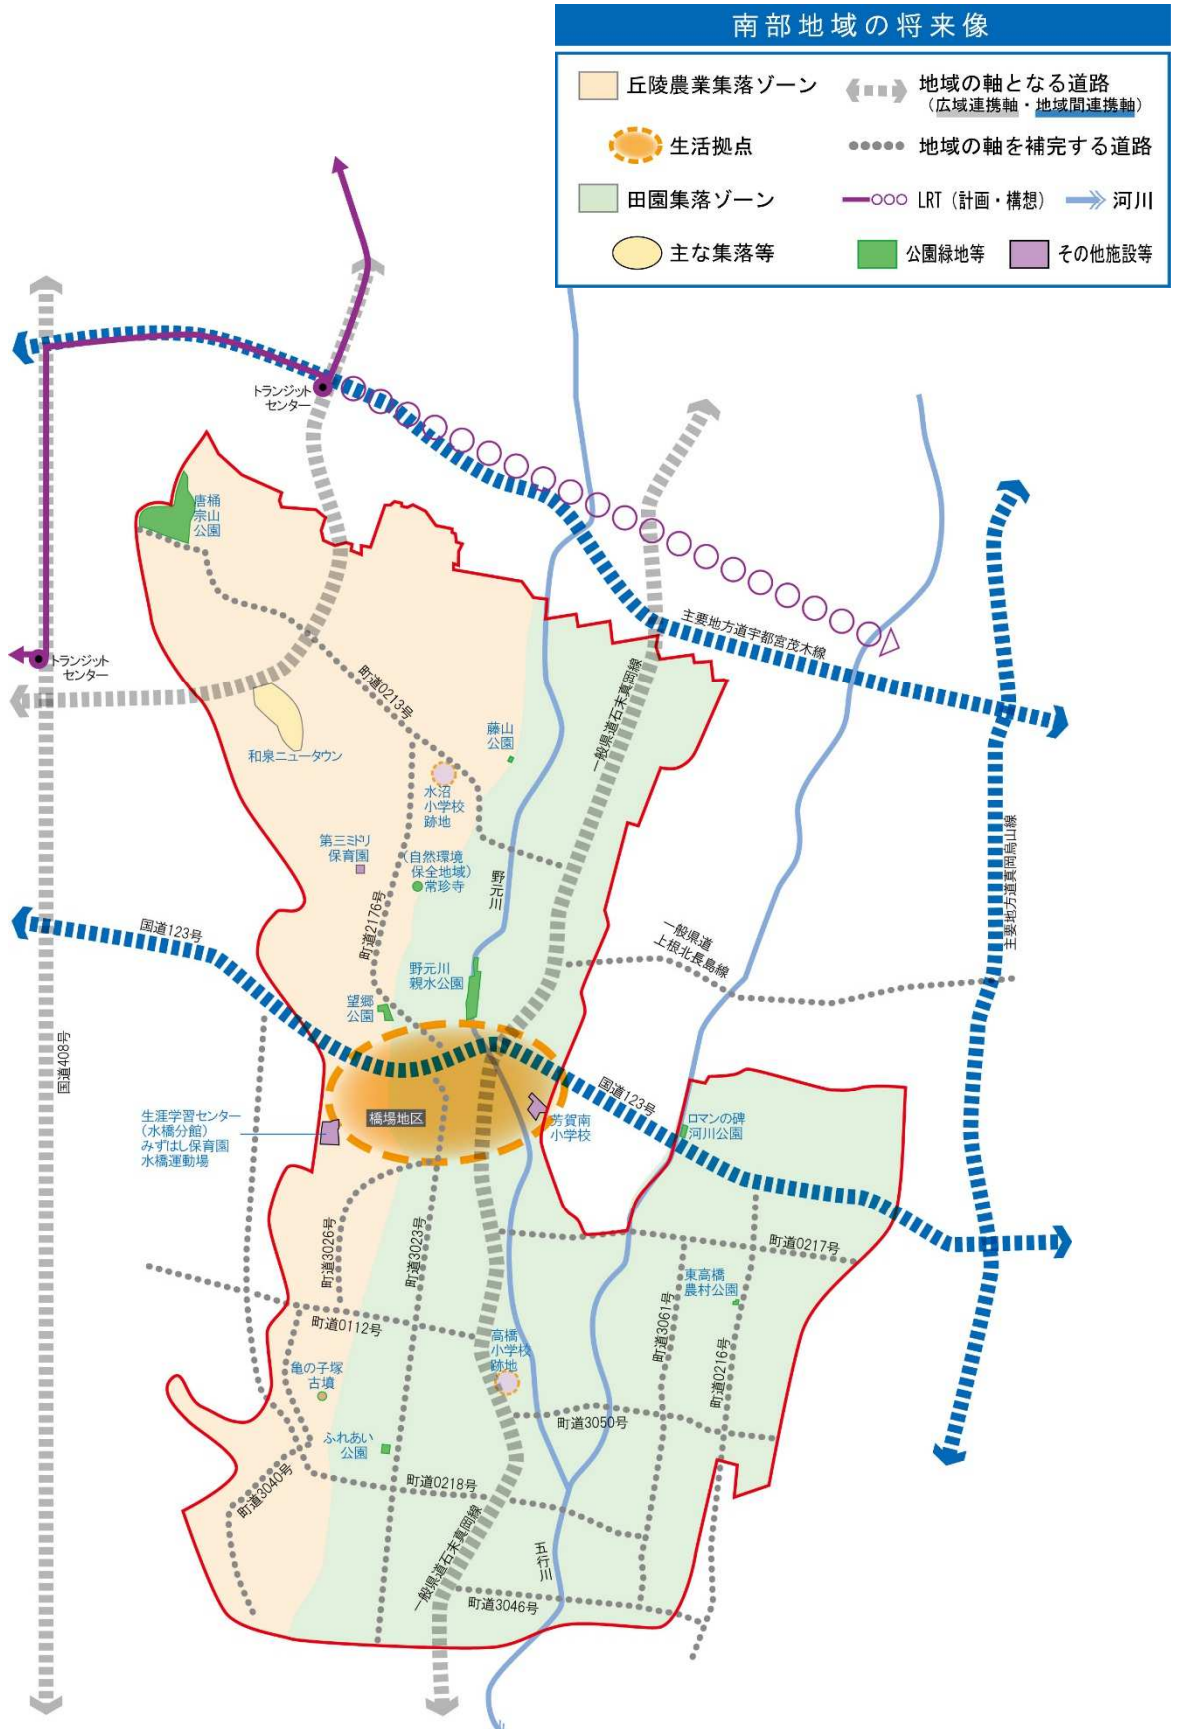 南部地域の将来像
丘陵農業集落ゾーン
地域の軸となる道路
（広域連携軸・地域間連携軸）
生活拠点
地域の軸を補完する道路
田園集落ゾーン
LRT（計画・構想）
河川
主な集落等
公園緑地等
その他施設等
トランジット
センター
唐桶
宗山
公園
主要地方道宇都宮茂木線
トランジット
センター
町道0213号
一般県道石末真岡線
藤山
公園
和泉ニュータウン
水沼
小学校
跡地
第三ミドリ
保育園
（自然環境
保全地域）
常珍寺
野元川
主要地方道真岡烏山線
町道2176号
国道123号
一般県道
上根北長島線
野元川
親水公園
望郷
公園
国道408号
国道123号
橋場地区
生涯学習センター
（水橋分館）
みずはし保育園
水橋運動場
芳賀南
小学校
ロマンの碑
河川公園
町道3026号
町道3023号
町道0217号
東高橋
農村公園
町道3061号
町道0112号
高橋
小学校
跡地
町道0216号
亀の子塚
古墳
町道3050号
ふれあい
公園
町道3040号
町道0218号
一般県道石末真岡線
五行川
町道3046号